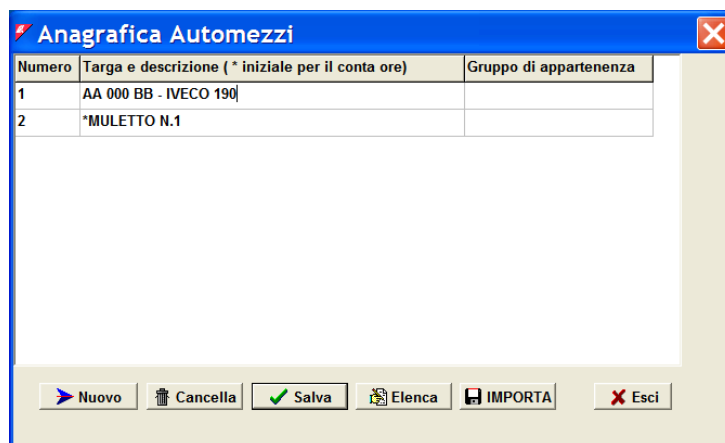 Anagrafica Automezzi
Numero Targa e descrizione ( * iniziale per il conta ore) Gruppo di appartenenza
1 AA 000 BB - IVECO 190
2 *MULETTO N.1
Nuovo Cancella Salva Elenca IMPORTA Esci